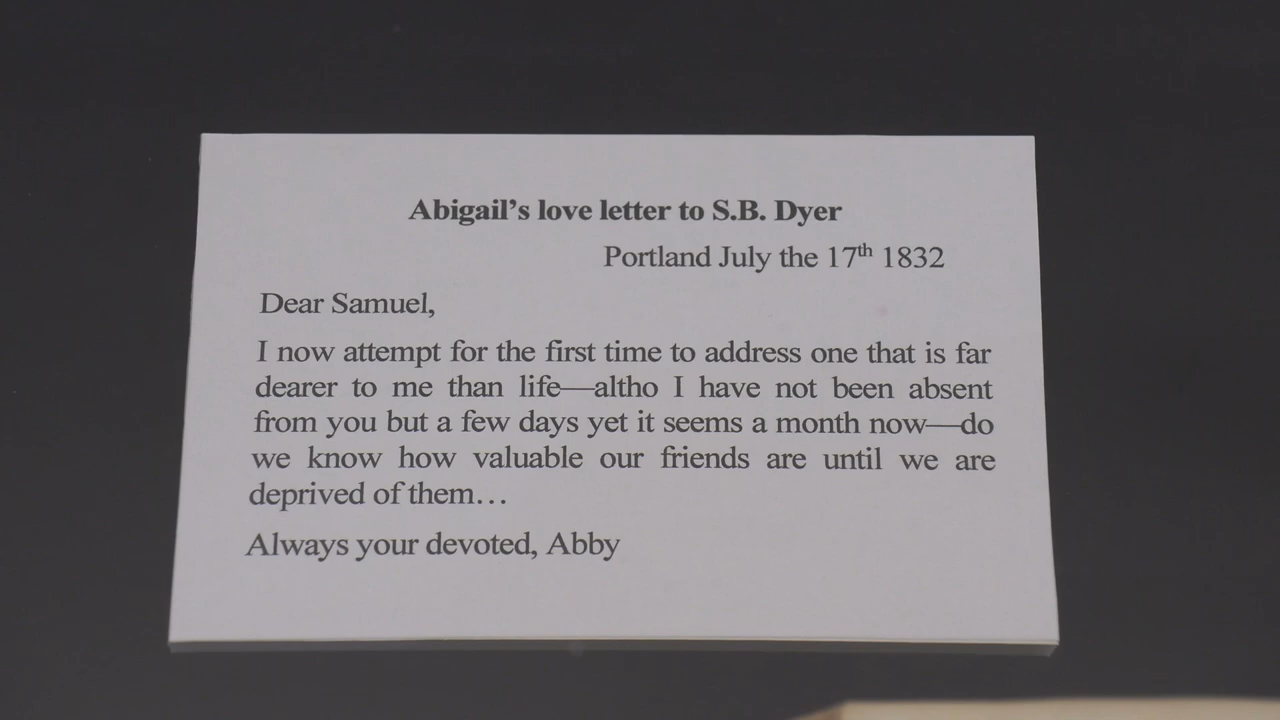 Abigail’s love letter to S.B. Dyer
Portland July the 17th 1832
Dear Samuel,
I now attempt for the first time to address one that is far
dearer to me than life—altho I have not been absent
from you but a few days yet it seems a month now—do
we know how valuable our friends are until we are
deprived of them…
Always your devoted, Abby